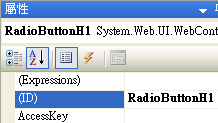 屬性
RadioButtonH1 System.Web.UI.WebCont
(Expressions)
(ID) RadioButtonH1
AccessKey